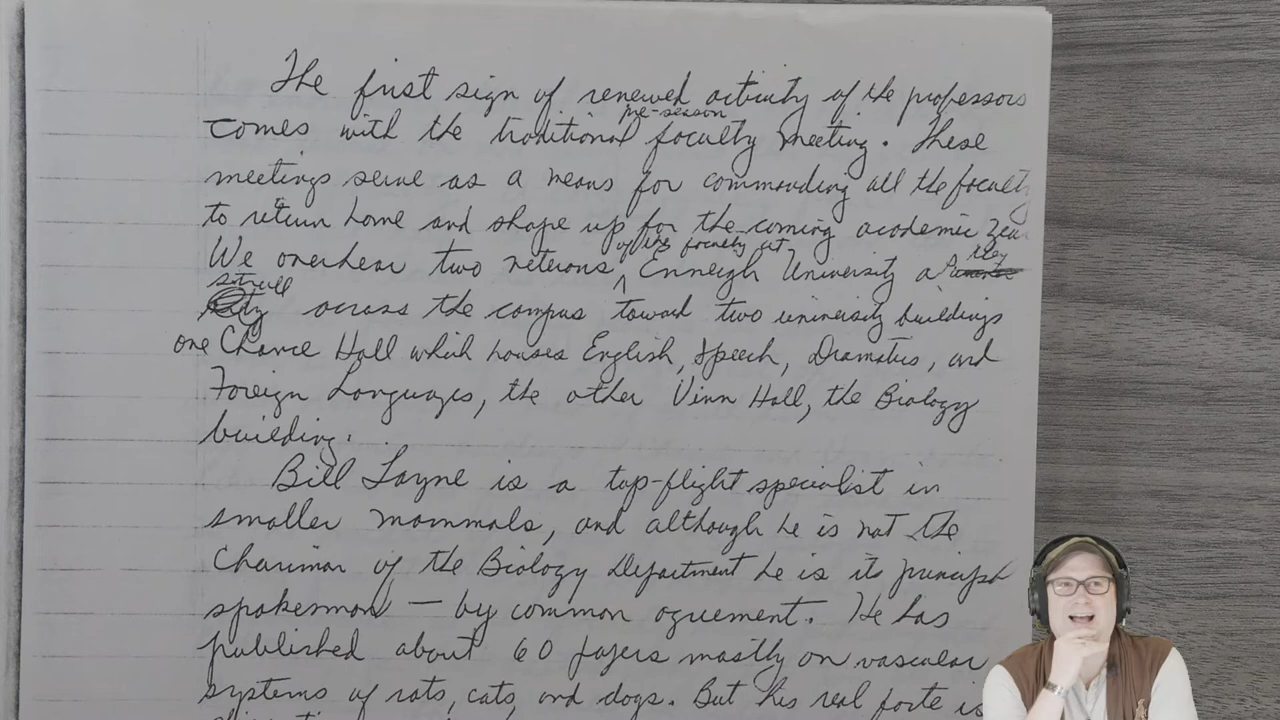 The first sign of renewed activity of the professors
pre-season
comes with the traditional faculty meeting. These
meetings serve as a means for commanding all the faculty
to return home and shape up for the coming academic year
of the faculty at
We overhear two veterans Enneigh University as they
stroll
across the campus toward two university buildings
one Chance Hall which houses English, Speech, Dramatics, and
Foreign Languages, the other Vinn Hall, the Biology
building.
Bill Layne is a top-flight specialist in
smaller mammals, and although he is not the
Chairman of the Biology Department he is its principal
spokesman — by common agreement. He has
published about 60 papers mostly on vascular
systems of rats, cats, and dogs. But his real forte is